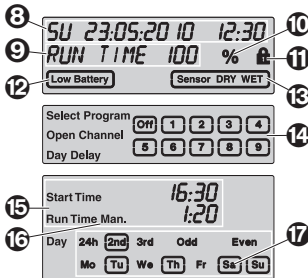 8 SU 23:05:20 10 12:30
9 RUN TIME 100 % 10
11
12 Low Battery Sensor DRY WET 13
Select Program Off 1 2 3 4
Open Channel 14
Day Delay 5 6 7 8 9
15 Start Time 16:30
16 Run Time Man. 1:20
Day 24h 2nd 3rd Odd Even 17
Mo Tu We Th Fr Sa Su